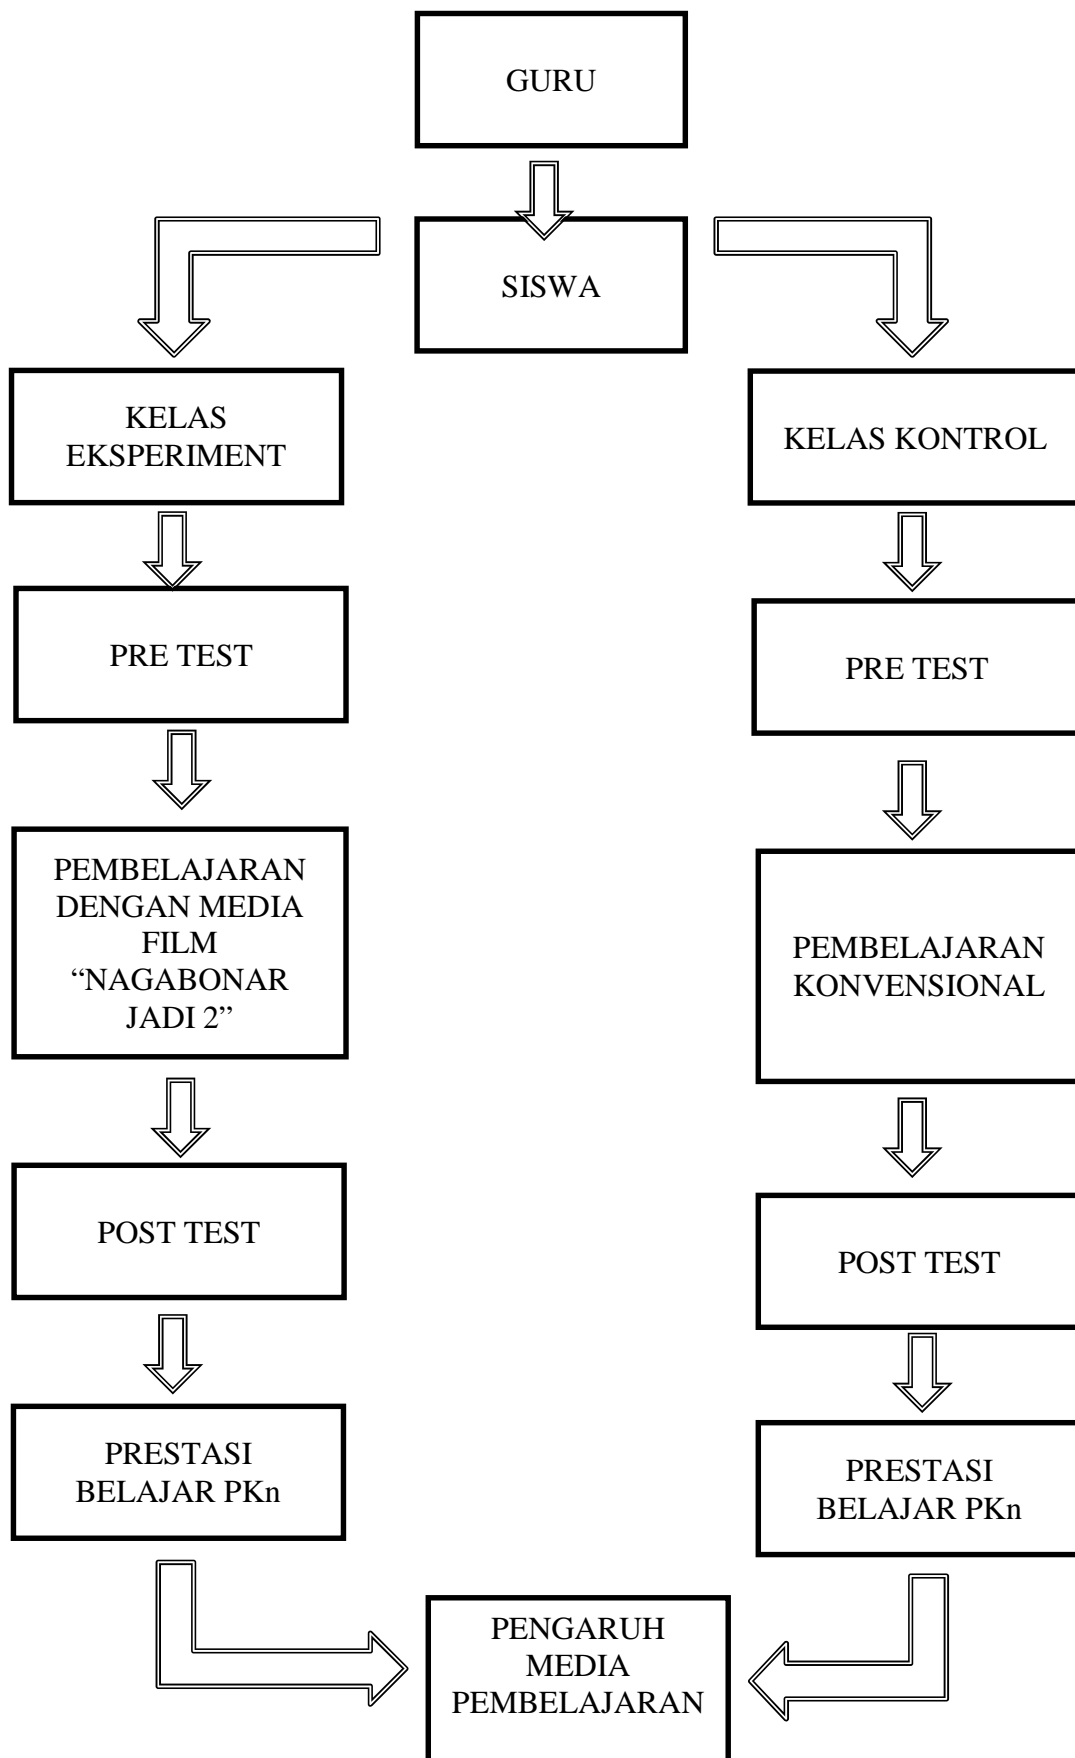 GURU
SISWA
KELAS
EKSPERIMENT
KELAS KONTROL
PRE TEST
PRE TEST
PEMBELAJARAN
DENGAN MEDIA
FILM
“NAGABONAR
JADI 2”
PEMBELAJARAN
KONVENSIONAL
POST TEST
POST TEST
PRESTASI
BELAJAR PKn
PRESTASI
BELAJAR PKn
PENGARUH
MEDIA
PEMBELAJARAN